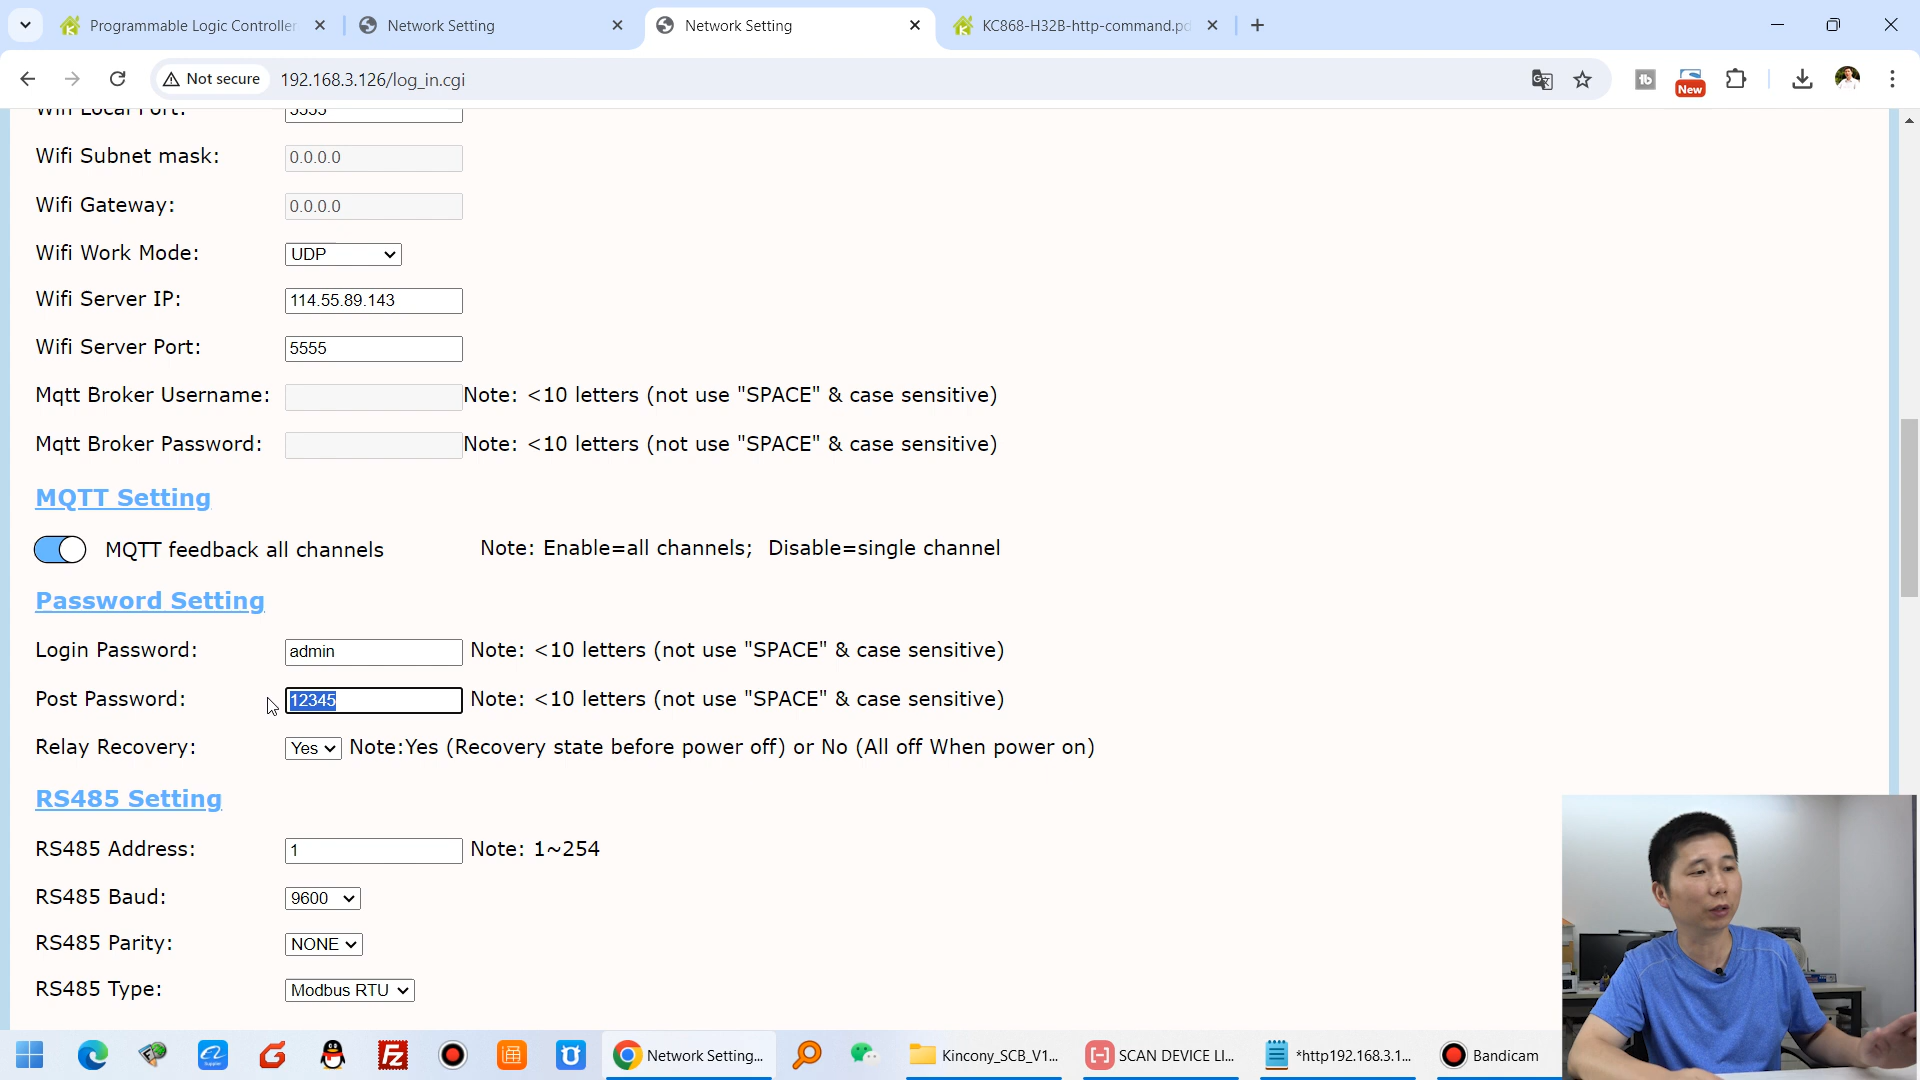 Programmable Logic Controller
Network Setting
Network Setting
KC868-H32B-http-command.pd
Not secure
192.168.3.126/log_in.cgi
New
Wifi Local Port: 5555
Wifi Subnet mask: 0.0.0.0
Wifi Gateway: 0.0.0.0
Wifi Work Mode: UDP
Wifi Server IP: 114.55.89.143
Wifi Server Port: 5555
Mqtt Broker Username: Note: <10 letters (not use "SPACE" & case sensitive)
Mqtt Broker Password: Note: <10 letters (not use "SPACE" & case sensitive)
MQTT Setting
MQTT feedback all channels Note: Enable=all channels; Disable=single channel
Password Setting
Login Password: admin Note: <10 letters (not use "SPACE" & case sensitive)
Post Password: 12345 Note: <10 letters (not use "SPACE" & case sensitive)
Relay Recovery: Yes Note:Yes (Recovery state before power off) or No (All off When power on)
RS485 Setting
RS485 Address: 1 Note: 1~254
RS485 Baud: 9600
RS485 Parity: NONE
RS485 Type: Modbus RTU
Network Setting...
Kincony_SCB_V1...
SCAN DEVICE LI...
*http192.168.3.1...
Bandicam